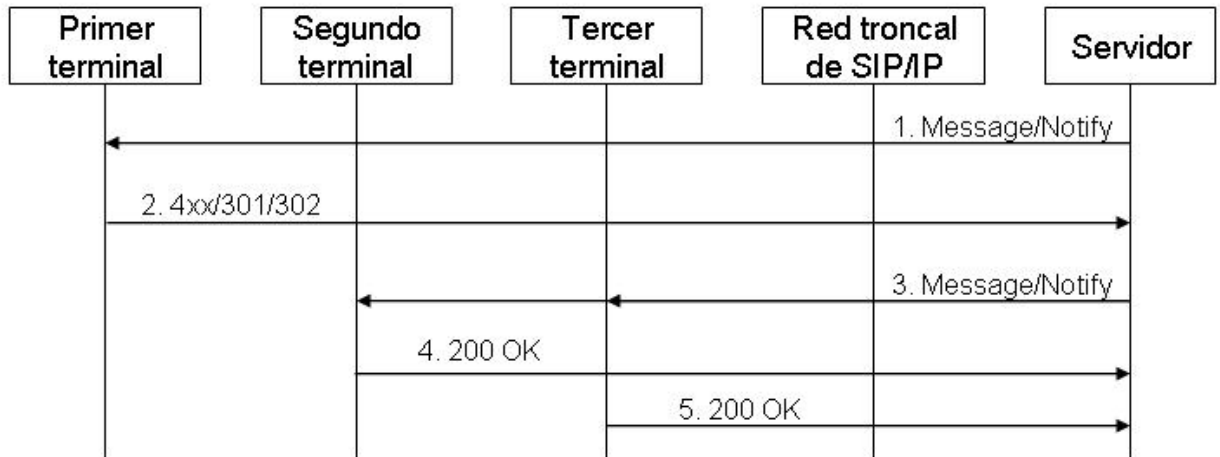 Primer
terminal
Segundo
terminal
Tercer
terminal
Red troncal
de SIP/IP
Servidor
1. Message/Notify
2. 4xx/301/302
3. Message/Notify
4. 200 OK
5. 200 OK